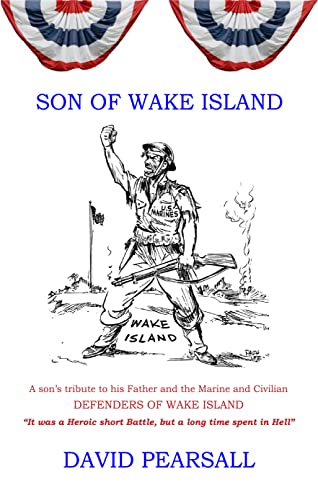 SON OF WAKE ISLAND
U.S.
MARINES
WAKE
ISLAND
A son's tribute to his Father and the Marine and Civilian
DEFENDERS OF WAKE ISLAND
"It was a Heroic short Battle, but a long time spent in Hell"
DAVID PEARSALL